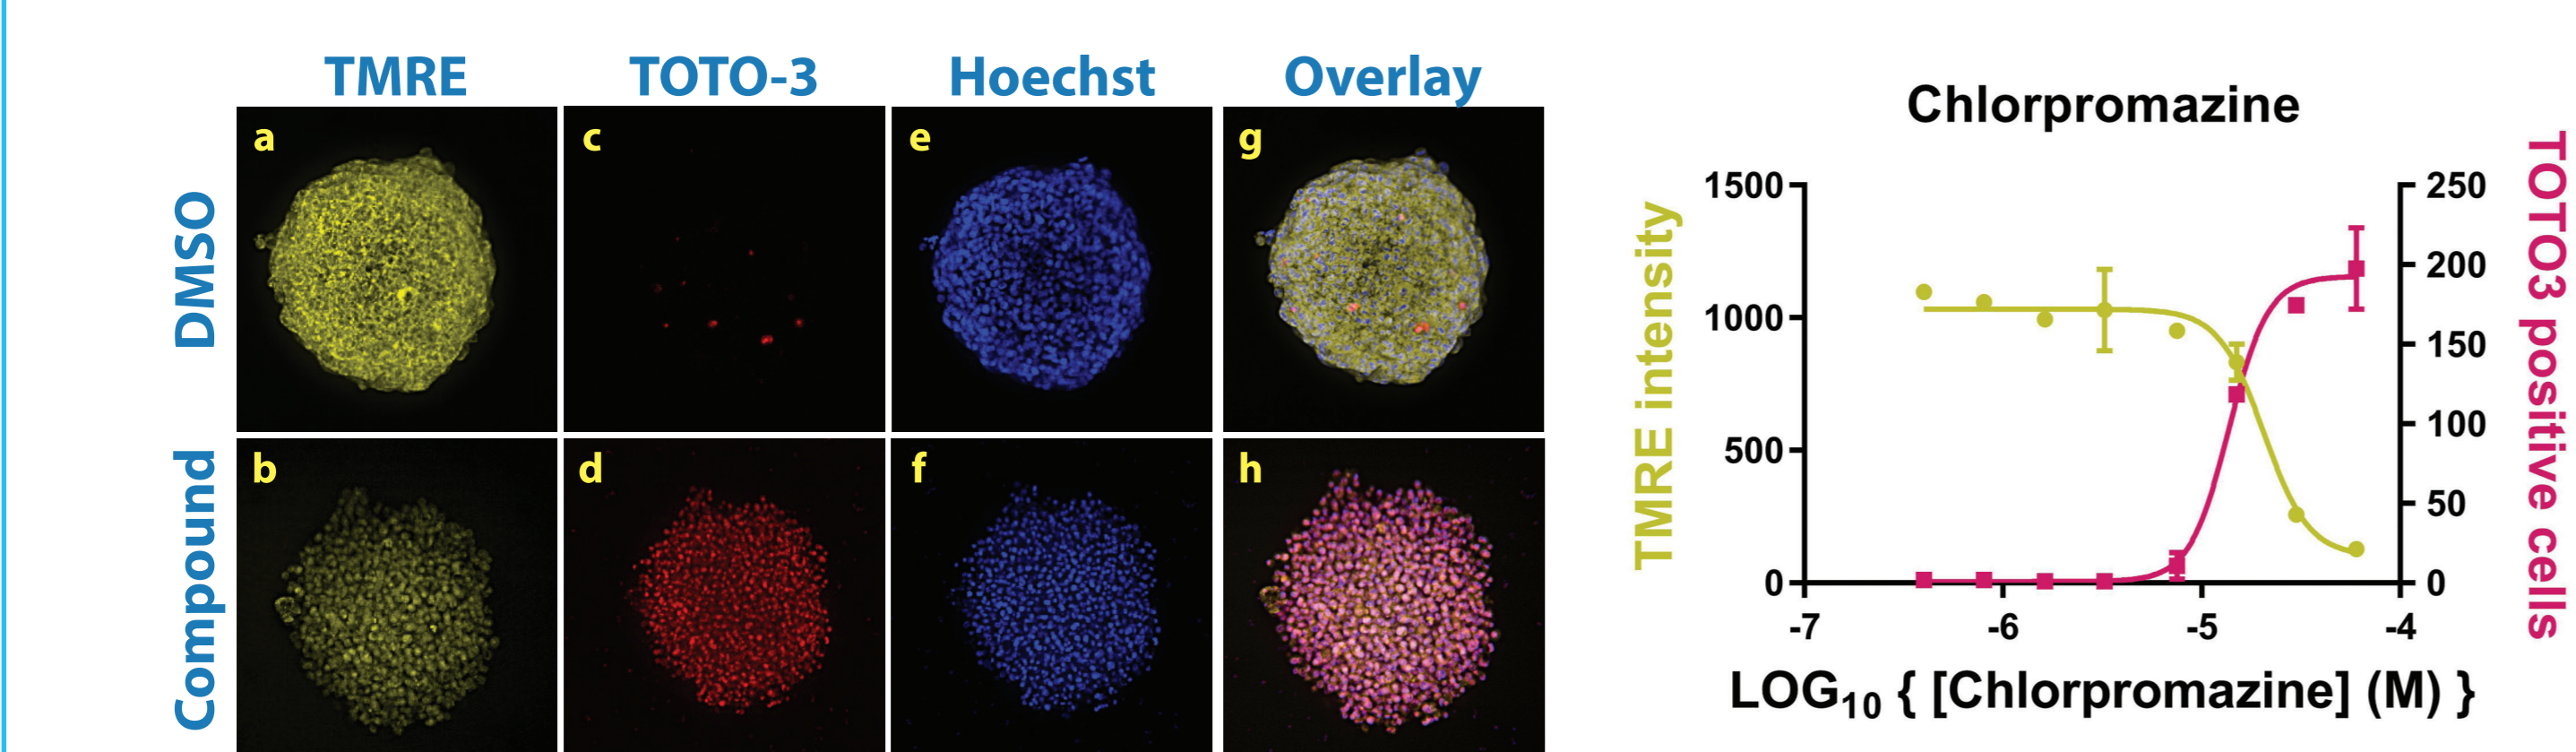 TMRE
TOTO-3
Hoechst
Overlay
DMSO
Compound
a
c
e
g
b
d
f
h
Chlorpromazine
TMRE intensity
1500
1000
500
0
TOTO3 positive cells
250
200
150
100
50
0
-7
-6
-5
-4
LOG10 { [Chlorpromazine] (M) }